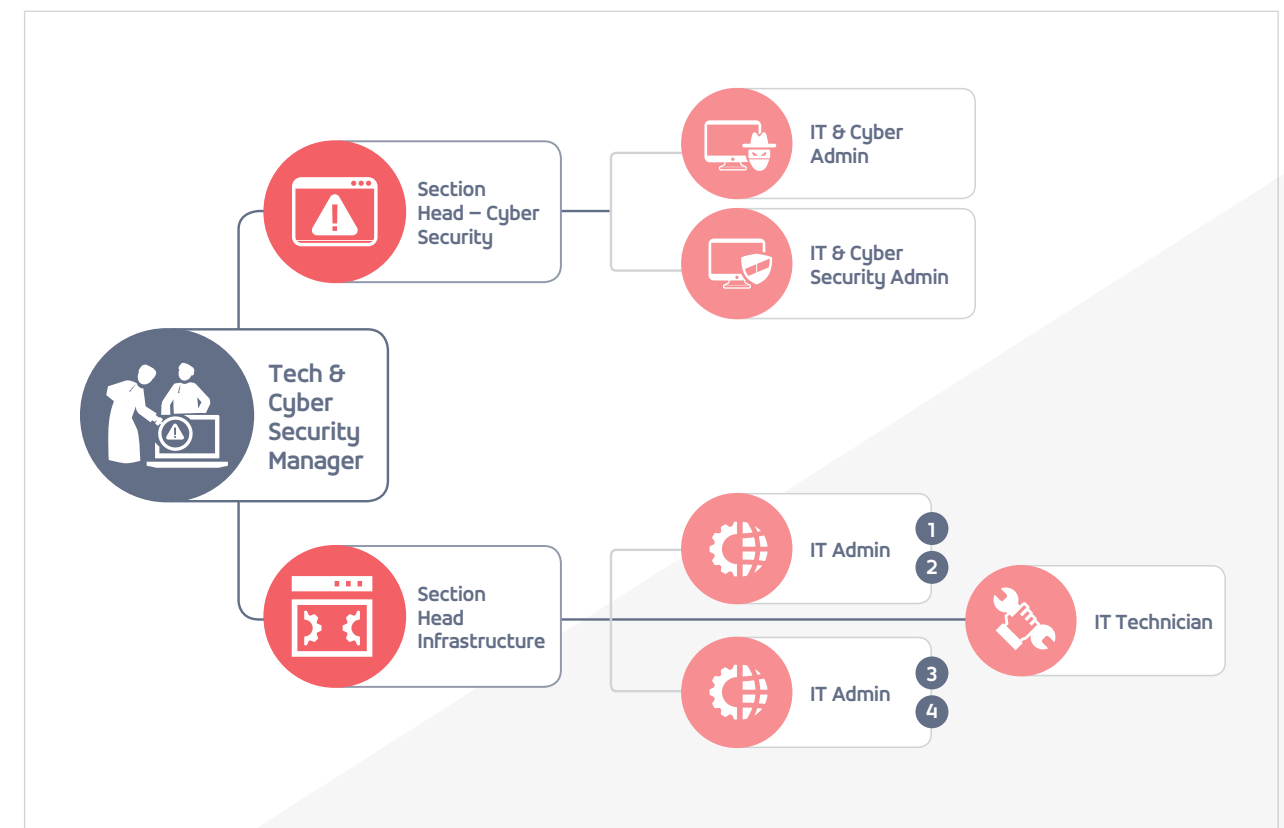 IT & Cyber
Admin
Section
Head – Cyber
Security
IT & Cyber
Security Admin
Tech &
Cyber
Security
Manager
IT Admin
1
2
Section
Head
Infrastructure
IT Technician
IT Admin
3
4